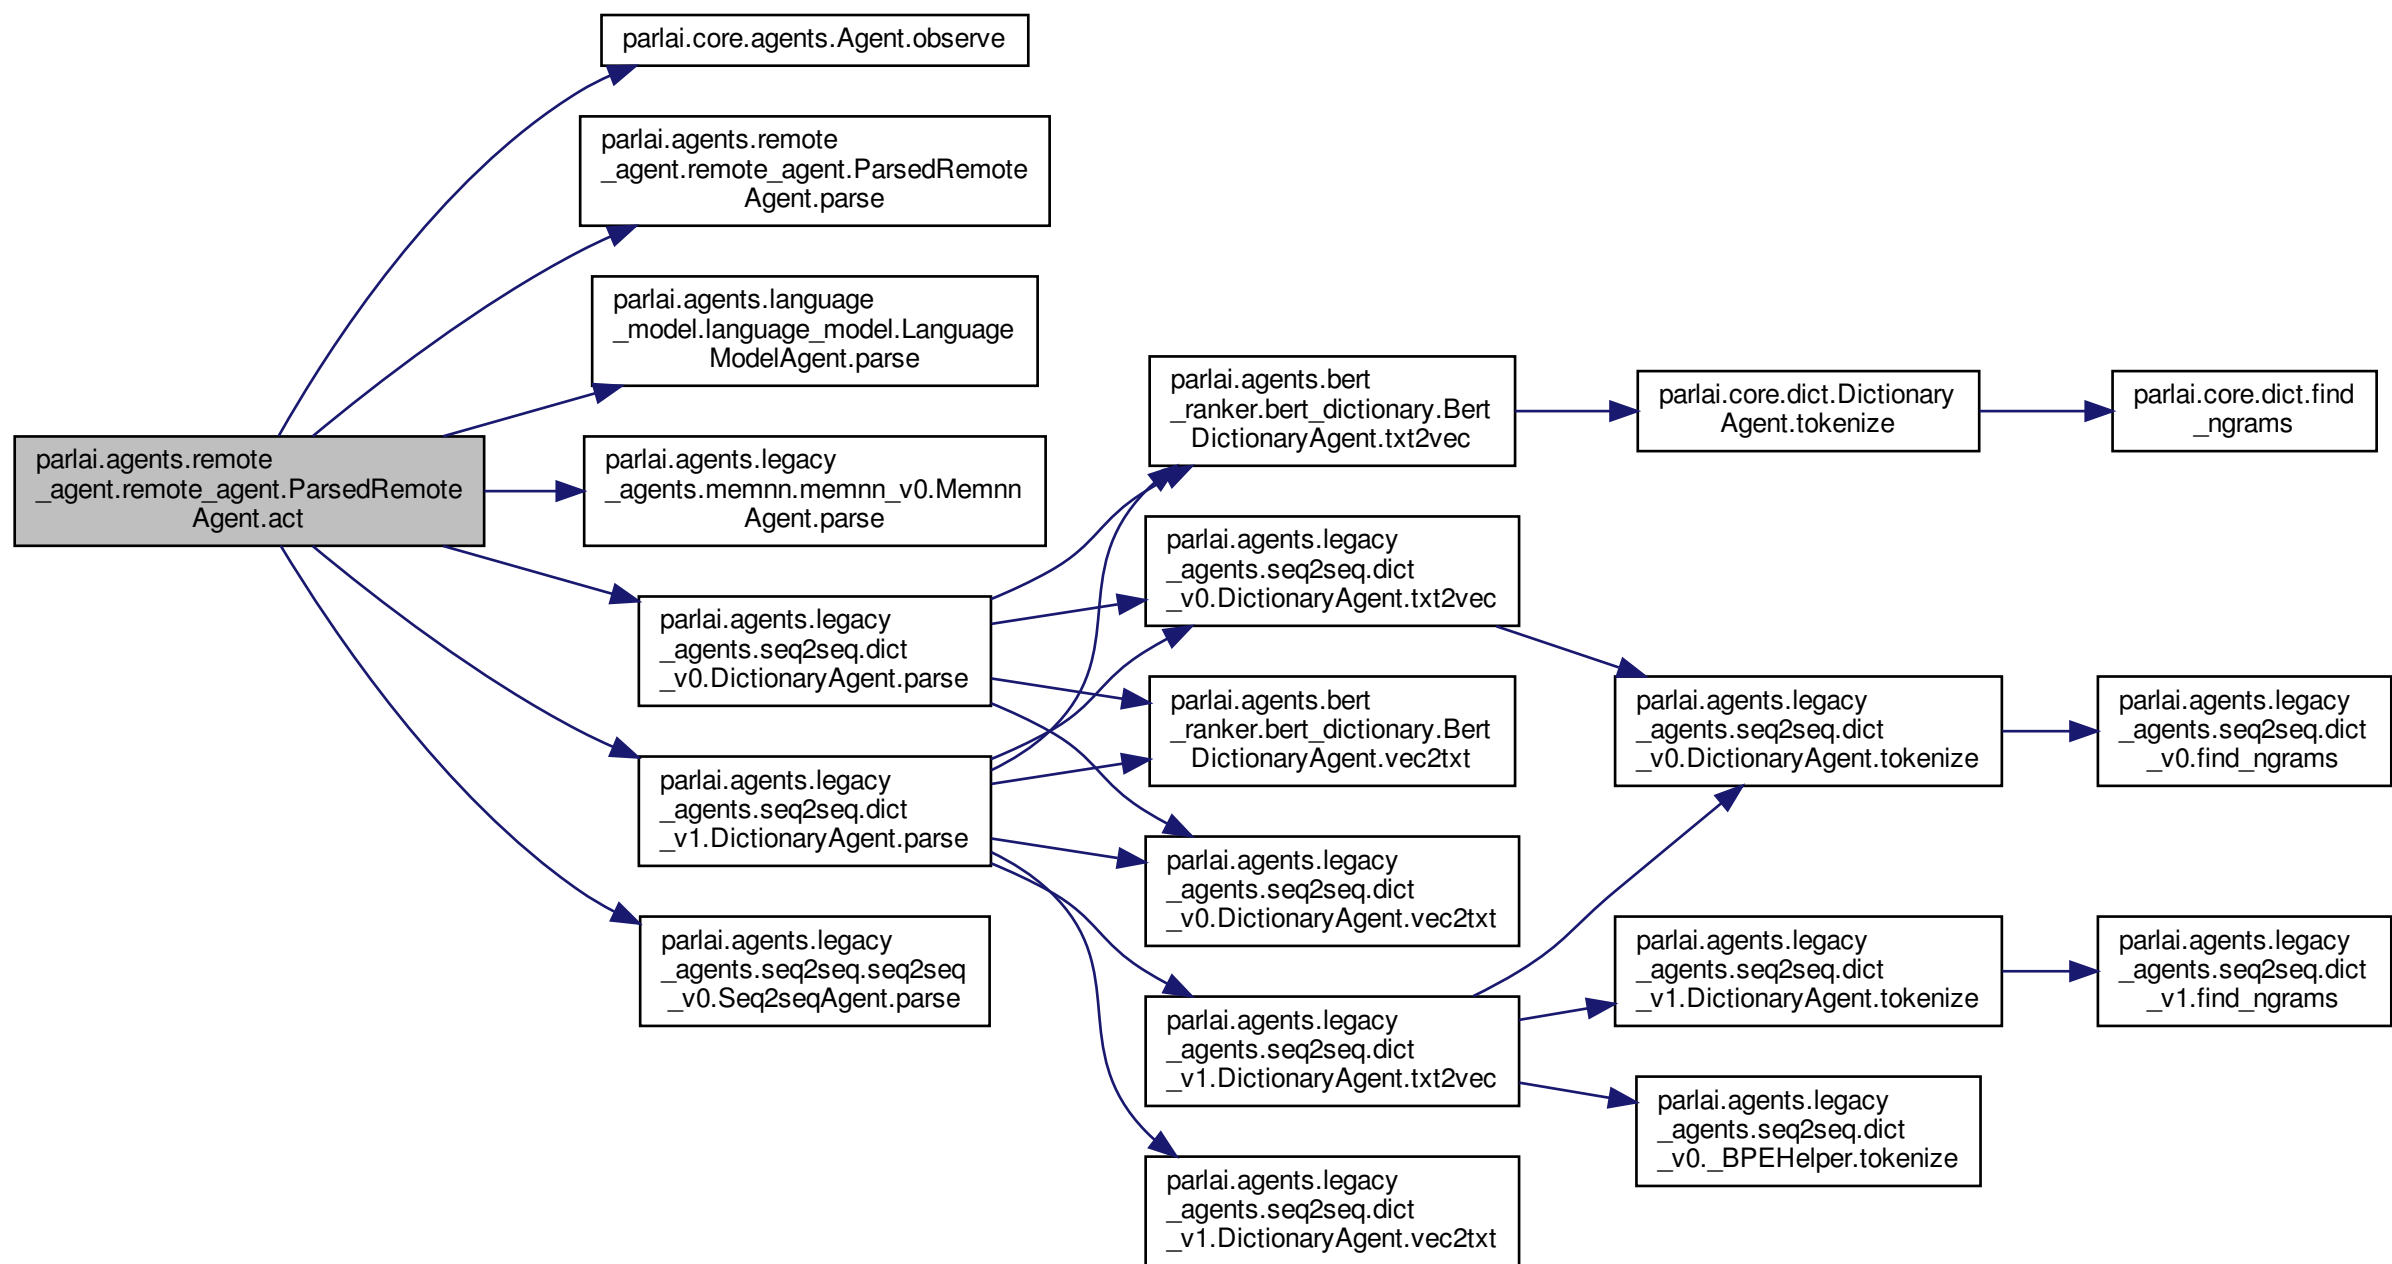 parlai.core.agents.Agent.observe
parlai.agents.remote
_agent.remote_agent.ParsedRemote
Agent.parse
parlai.agents.language
_model.language_model.Language
ModelAgent.parse
parlai.agents.remote
_agent.remote_agent.ParsedRemote
Agent.act
parlai.agents.legacy
_agents.memnn.memnn_v0.Memnn
Agent.parse
parlai.agents.legacy
_agents.seq2seq.dict
_v0.DictionaryAgent.parse
parlai.agents.legacy
_agents.seq2seq.dict
_v1.DictionaryAgent.parse
parlai.agents.legacy
_agents.seq2seq.seq2seq
_v0.Seq2seqAgent.parse
parlai.agents.bert
_ranker.bert_dictionary.Bert
DictionaryAgent.txt2vec
parlai.agents.legacy
_agents.seq2seq.dict
_v0.DictionaryAgent.txt2vec
parlai.agents.bert
_ranker.bert_dictionary.Bert
DictionaryAgent.vec2txt
parlai.agents.legacy
_agents.seq2seq.dict
_v0.DictionaryAgent.vec2txt
parlai.agents.legacy
_agents.seq2seq.dict
_v1.DictionaryAgent.txt2vec
parlai.agents.legacy
_agents.seq2seq.dict
_v1.DictionaryAgent.vec2txt
parlai.core.dict.Dictionary
Agent.tokenize
parlai.agents.legacy
_agents.seq2seq.dict
_v0.DictionaryAgent.tokenize
parlai.agents.legacy
_agents.seq2seq.dict
_v1.DictionaryAgent.tokenize
parlai.agents.legacy
_agents.seq2seq.dict
_v0._BPEHelper.tokenize
parlai.core.dict.find
_ngrams
parlai.agents.legacy
_agents.seq2seq.dict
_v0.find_ngrams
parlai.agents.legacy
_agents.seq2seq.dict
_v1.find_ngrams